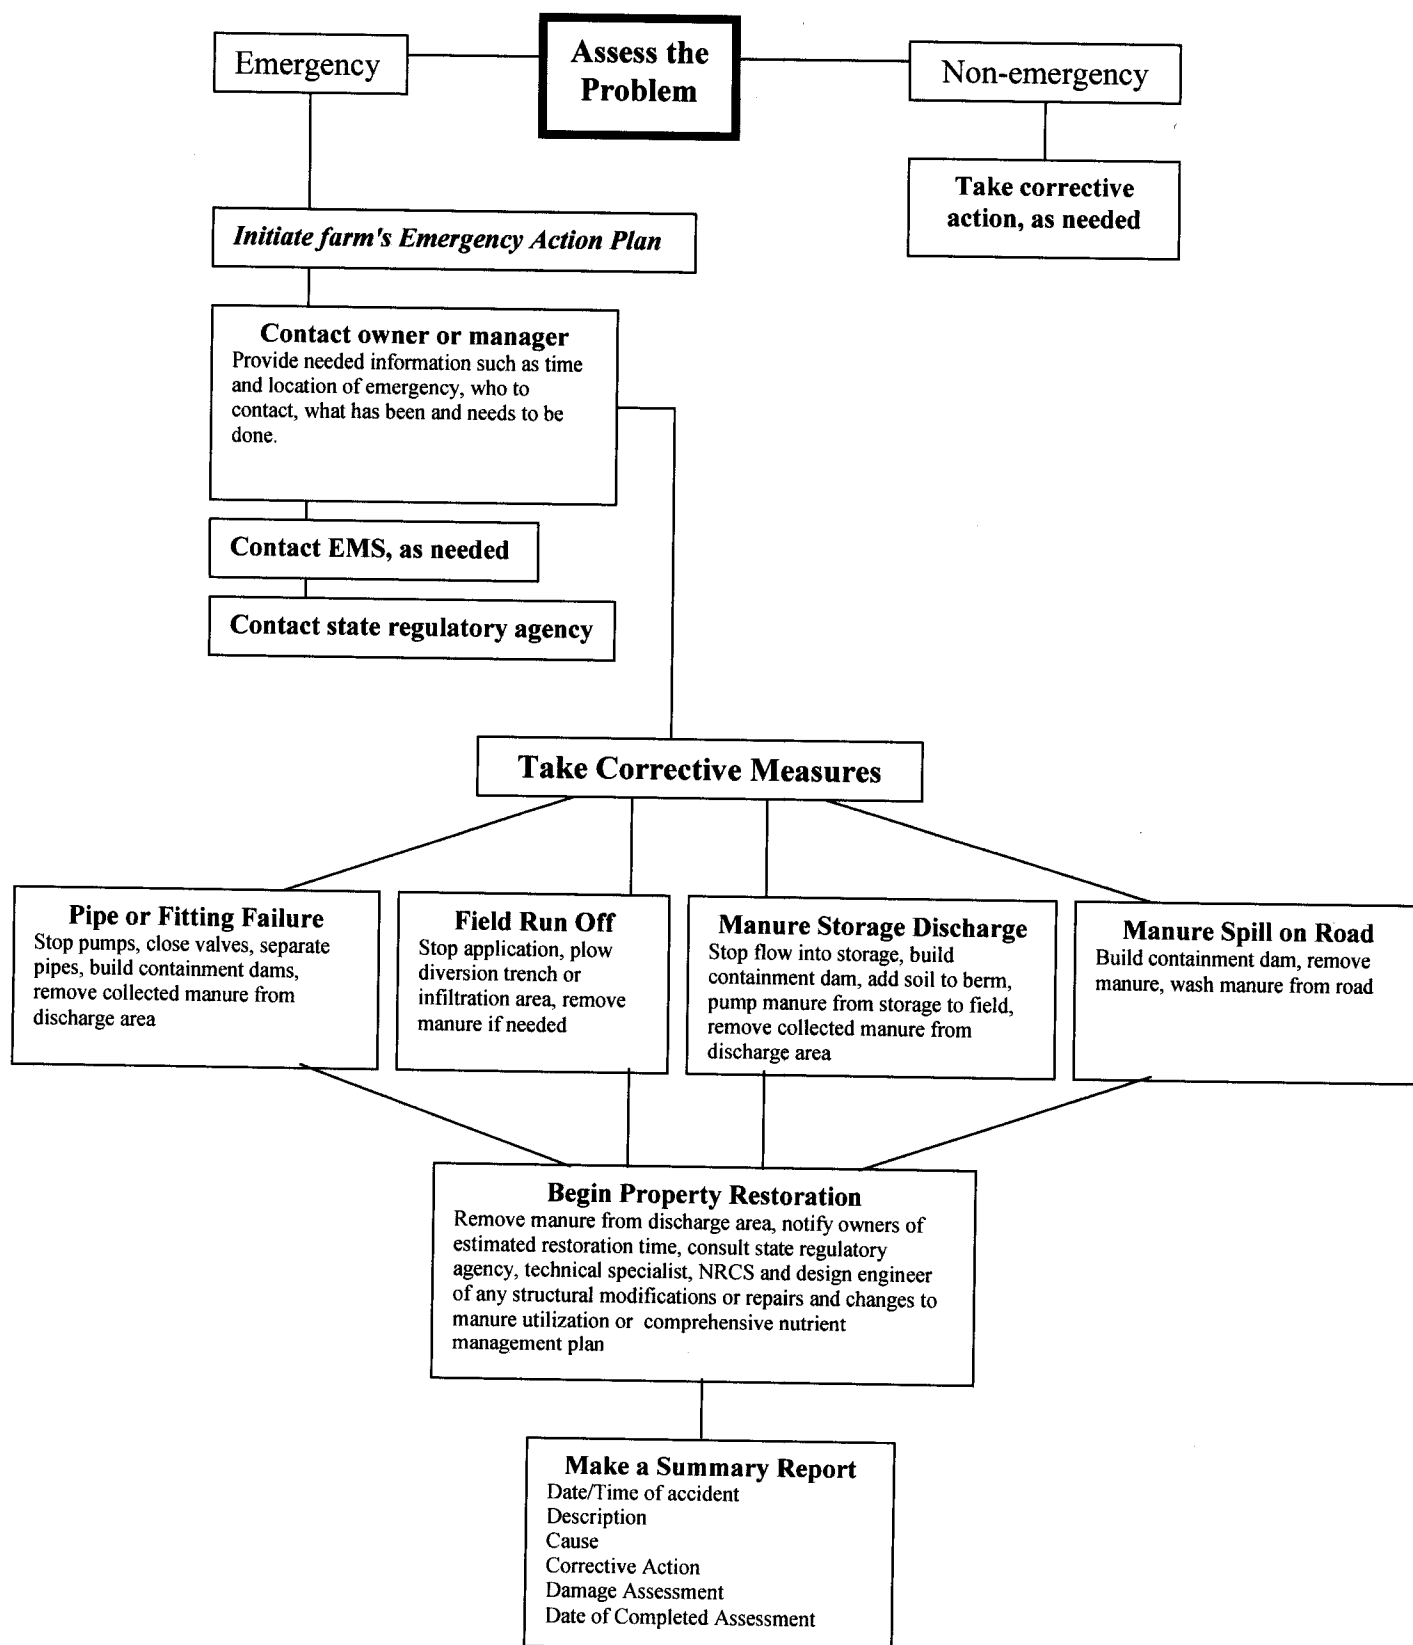 Emergency
Assess the
Problem
Non-emergency
Take corrective
action, as needed
Initiate farm's Emergency Action Plan
Contact owner or manager
Provide needed information such as time
and location of emergency, who to
contact, what has been and needs to be
done.
Contact EMS, as needed
Contact state regulatory agency
Take Corrective Measures
Pipe or Fitting Failure
Stop pumps, close valves, separate
pipes, build containment dams,
remove collected manure from
discharge area
Field Run Off
Stop application, plow
diversion trench or
infiltration area, remove
manure if needed
Manure Storage Discharge
Stop flow into storage, build
containment dam, add soil to berm,
pump manure from storage to field,
remove collected manure from
discharge area
Manure Spill on Road
Build containment dam, remove
manure, wash manure from road
Begin Property Restoration
Remove manure from discharge area, notify owners of
estimated restoration time, consult state regulatory
agency, technical specialist, NRCS and design engineer
of any structural modifications or repairs and changes to
manure utilization or comprehensive nutrient
management plan
Make a Summary Report
Date/Time of accident
Description
Cause
Corrective Action
Damage Assessment
Date of Completed Assessment